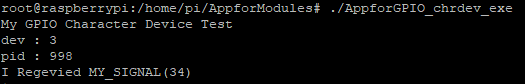 root@raspberrypi:/home/pi/AppforModules# ./AppforGPIO_chrdev_exe
My GPIO Character Device Test
dev : 3
pid : 998
I Regevied MY_SIGNAL(34)